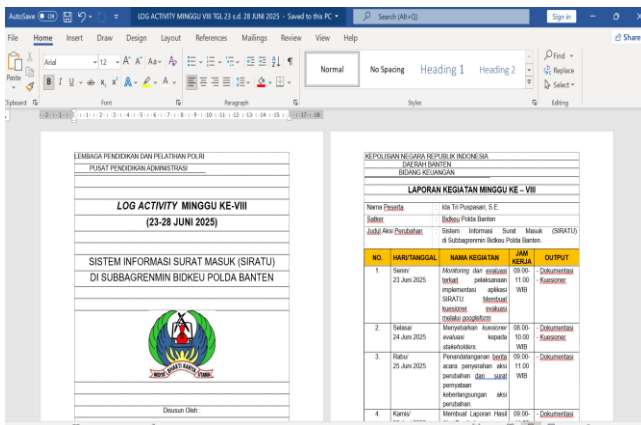 AutoSave Off LOG ACTIVITY MINGGU VIII TGL 23 s.d. 28 JUNI 2025 - Saved to this PC Search (Alt+Q) Sign in
File Home Insert Draw Design Layout References Mailings Review View Help Share
Arial 12
Paste
Normal No Spacing Heading 1 Heading 2
Find
Replace
Select
Clipboard Font Paragraph Styles Editing
LEMBAGA PENDIDIKAN DAN PELATIHAN POLRI
PUSAT PENDIDIKAN ADMINISTRASI
LOG ACTIVITY MINGGU KE-VIII
(23-28 JUNI 2025)
SISTEM INFORMASI SURAT MASUK (SIRATU)
DI SUBBAGRENMIN BIDKEU POLDA BANTEN
Disusun Oleh :
KEPOLISIAN NEGARA REPUBLIK INDONESIA
DAERAH BANTEN
BIDANG KEUANGAN
LAPORAN KEGIATAN MINGGU KE – VIII
Nama Peserta : Ida Tri Puspasari, S.E.
Satker : Bidkeu Polda Banten
Judul Aksi Perubahan : Sistem Informasi Surat Masuk (SIRATU)
di Subbagrenmin Bidkeu Polda Banten.
NO. HARI/TANGGAL NAMA KEGIATAN JAM KERJA OUTPUT
1. Senin/ Monitoring dan evaluasi 09.00- - Dokumentasi
23 Juni 2025 terkait pelaksanaan 11.00 - Kuesioner
implementasi aplikasi WIB
SIRATU. Membuat
kuesioner evaluasi
melalui googleform
2. Selasa/ Menyebarkan kuesioner 08.00- - Dokumentasi
24 Juni 2025 evaluasi kepada 10.00 - Kuesioner
stakeholders. WIB
3. Rabu/ Penandatanganan berita 09.00- - Dokumentasi
25 Juni 2025 acara penyerahan aksi 11.00
perubahan dan surat WIB
pernyataan
keberlangsungan aksi
perubahan.
4. Kamis/ Membuat Laporan Hasil 09.00- - Dokumentasi